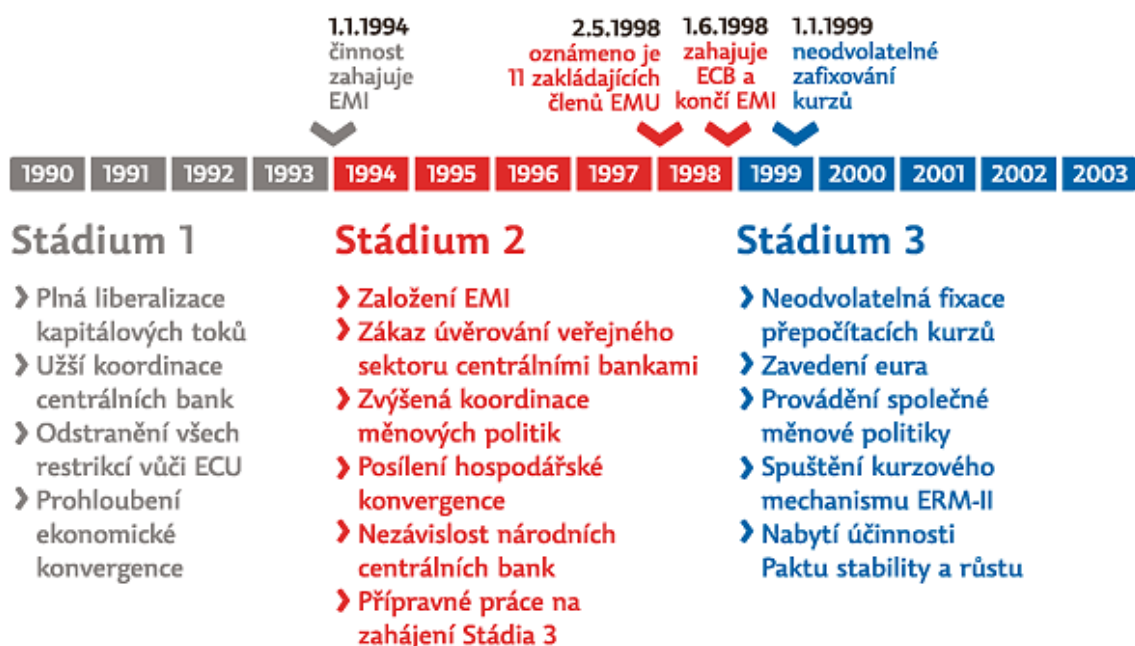 1.1.1994
činnost
zahajuje
EMI
2.5.1998
oznámeno je
11 zakládajících
členů EMU
1.6.1998
zahajuje
ECB a
končí EMI
1.1.1999
neodvolatelné
zafixování
kurzů
1990 1991 1992 1993 1994 1995 1996 1997 1998 1999 2000 2001 2002 2003
Stádium 1
❯ Plná liberalizace
kapitálových toků
❯ Užší koordinace
centrálních bank
❯ Odstranění všech
restrikcí vůči ECU
❯ Prohloubení
ekonomické
konvergence
Stádium 2
❯ Založení EMI
❯ Zákaz úvěrování veřejného
sektoru centrálními bankami
❯ Zvýšená koordinace
měnových politik
❯ Posílení hospodářské
konvergence
❯ Nezávislost národních
centrálních bank
❯ Přípravné práce na
zahájení Stádia 3
Stádium 3
❯ Neodvolatelná fixace
přepočítacích kurzů
❯ Zavedení eura
❯ Provádění společné
měnové politiky
❯ Spuštění kurzového
mechanismu ERM-II
❯ Nabytí účinnosti
Paktu stability a růstu